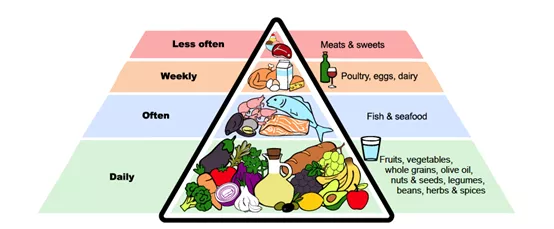 Less often
Meats & sweets
Weekly
Poultry, eggs, dairy
Often
Fish & seafood
Daily
Fruits, vegetables,
whole grains, olive oil,
nuts & seeds, legumes,
beans, herbs & spices